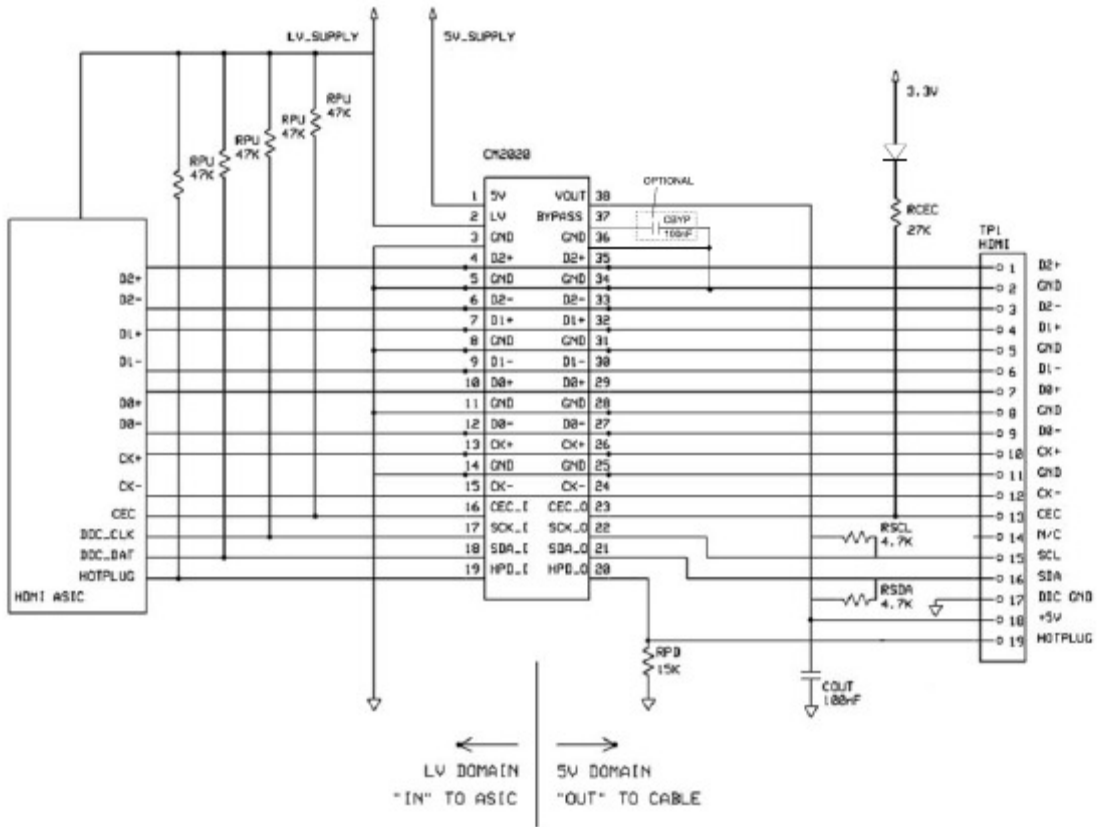 LV_SUPPLY
5V_SUPPLY
3.3V
RPU
47K
RPU
47K
RPU
47K
RPU
47K
CM2020
OPTIONAL
CBYP
100nF
RCEC
27K
TP1
HDMI
1 5V VOUT 38
2 LV BYPASS 37
3 GND GND 36
4 D2+ D2+ 35
5 GND GND 34
6 D2- D2- 33
7 D1+ D1+ 32
8 GND GND 31
9 D1- D1- 30
10 D0+ D0+ 29
11 GND GND 28
12 D0- D0- 27
13 CK+ CK+ 26
14 GND GND 25
15 CK- CK- 24
16 CEC_I CEC_O 23
17 SCK_I SCK_O 22
18 SDA_I SDA_O 21
19 HPD_I HPD_O 20
D2+
D2-
D1+
D1-
D0+
D0-
CK+
CK-
CEC
DDC_CLK
DDC_DAT
HOTPLUG
HDMI ASIC
1 D2+
2 GND
3 D2-
4 D1+
5 GND
6 D1-
7 D0+
8 GND
9 D0-
10 CK+
11 GND
12 CK-
13 CEC
14 N/C
15 SCL
16 SDA
17 DDC GND
18 +5V
19 HOTPLUG
RSCL
4.7K
RSDA
4.7K
RPD
15K
COUT
100nF
LV DOMAIN
"IN" TO ASIC
5V DOMAIN
"OUT" TO CABLE